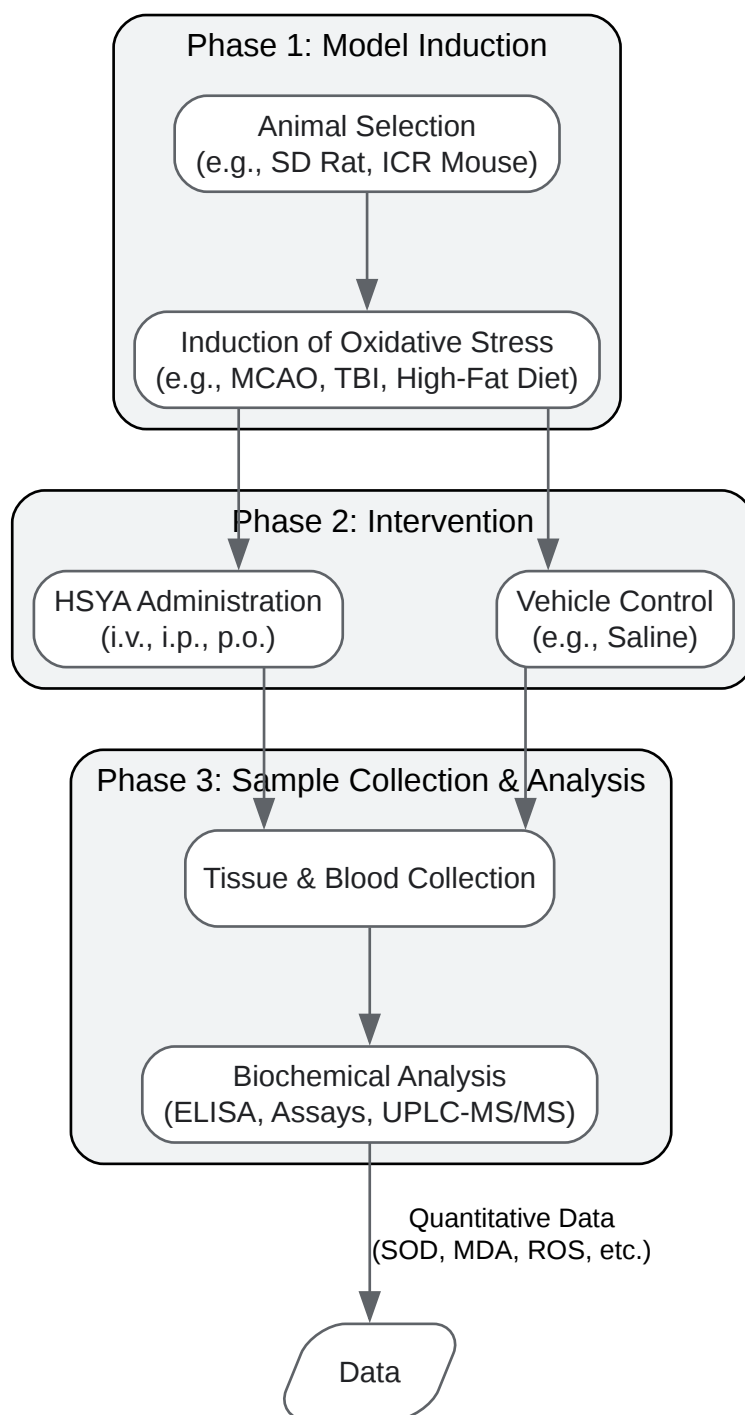 Phase 1: Model Induction
Animal Selection
(e.g., SD Rat, ICR Mouse)
Induction of Oxidative Stress
(e.g., MCAO, TBI, High-Fat Diet)
Phase 2: Intervention
HSYA Administration
(i.v., i.p., p.o.)
Vehicle Control
(e.g., Saline)
Phase 3: Sample Collection & Analysis
Tissue & Blood Collection
Biochemical Analysis
(ELISA, Assays, UPLC-MS/MS)
Quantitative Data
(SOD, MDA, ROS, etc.)
Data